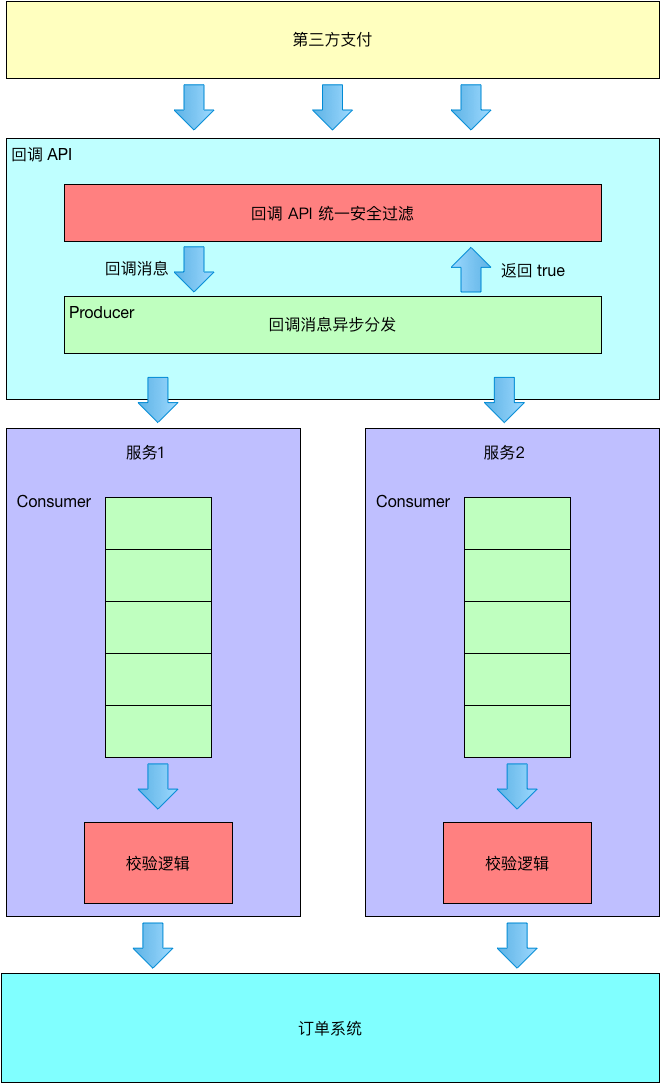 第三方支付
回调 API
回调 API 统一安全过滤
回调消息
返回 true
Producer
回调消息异步分发
服务1
服务2
Consumer
Consumer
校验逻辑
校验逻辑
订单系统